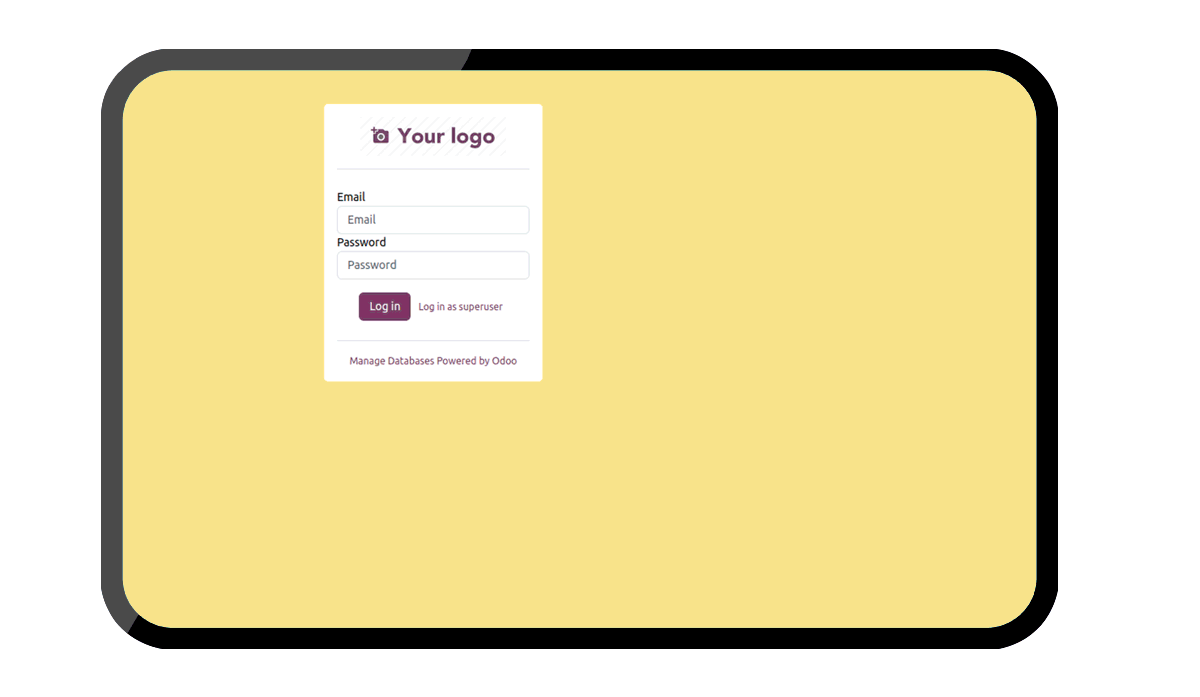 Your logo
Email
Email
Password
Password
Log in Log in as superuser
Manage Databases Powered by Odoo